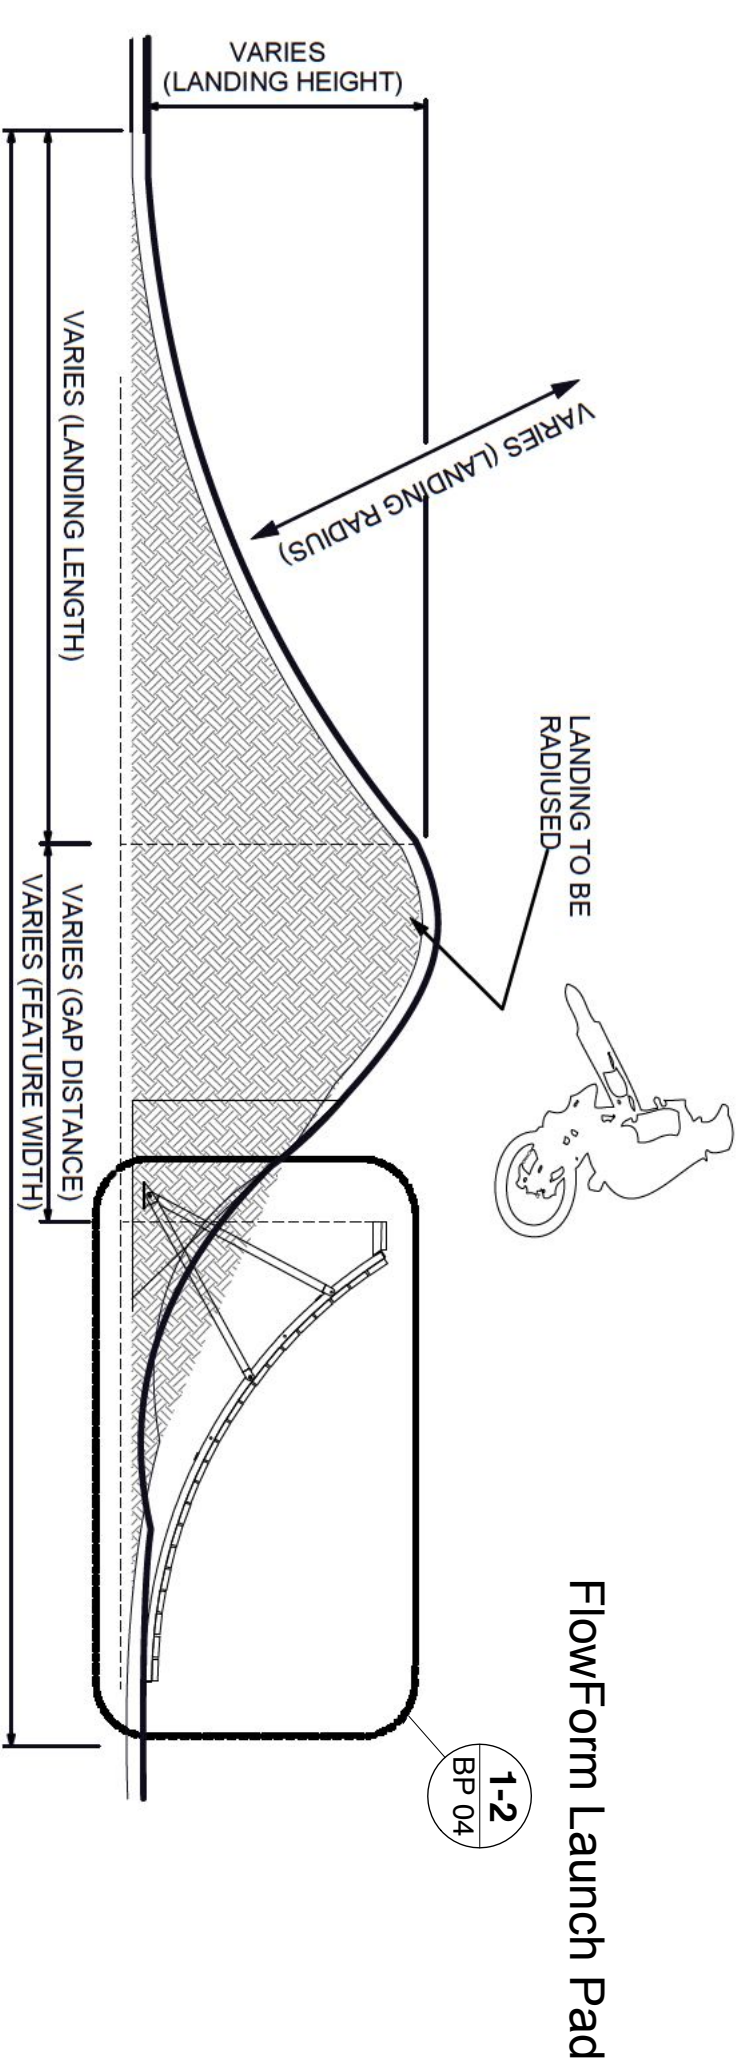 FlowForm Launch Pad
1-2
BP 04
LANDING TO BE
RADIUSED
VARIES (LANDING RADIUS)
VARIES
(LANDING HEIGHT)
VARIES (LANDING LENGTH)
VARIES (GAP DISTANCE)
VARIES (FEATURE WIDTH)